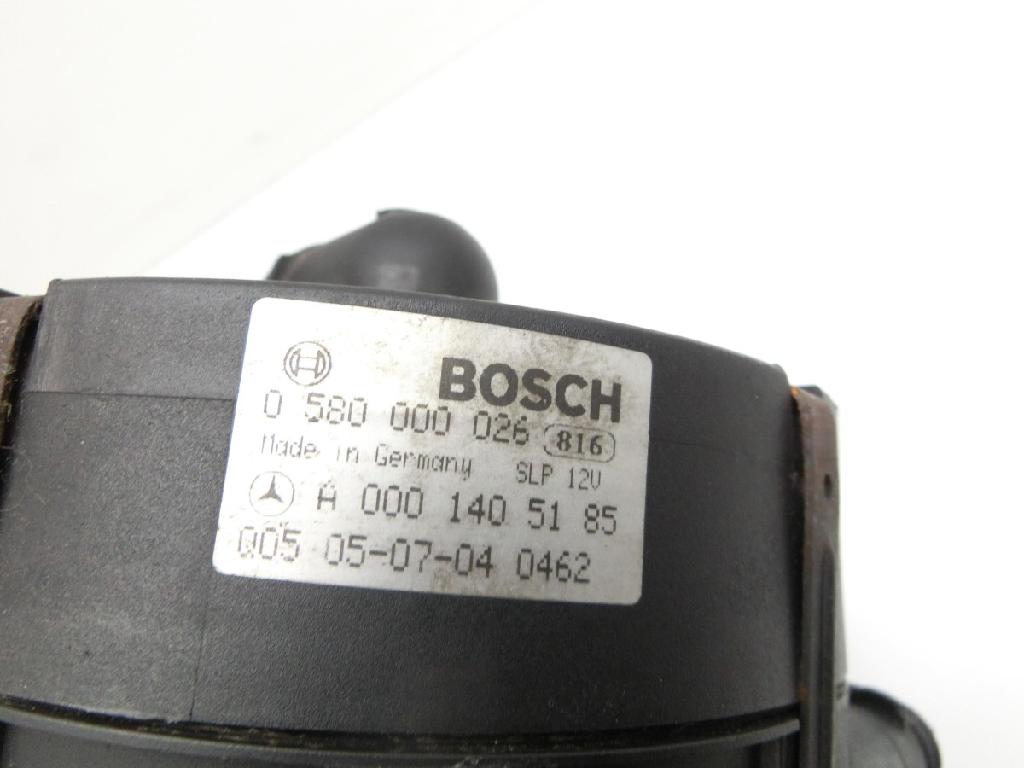 BOSCH
0 580 000 026 816
Made in Germany SLP 12V
A 000 140 51 85
Q05 05-07-04 0462